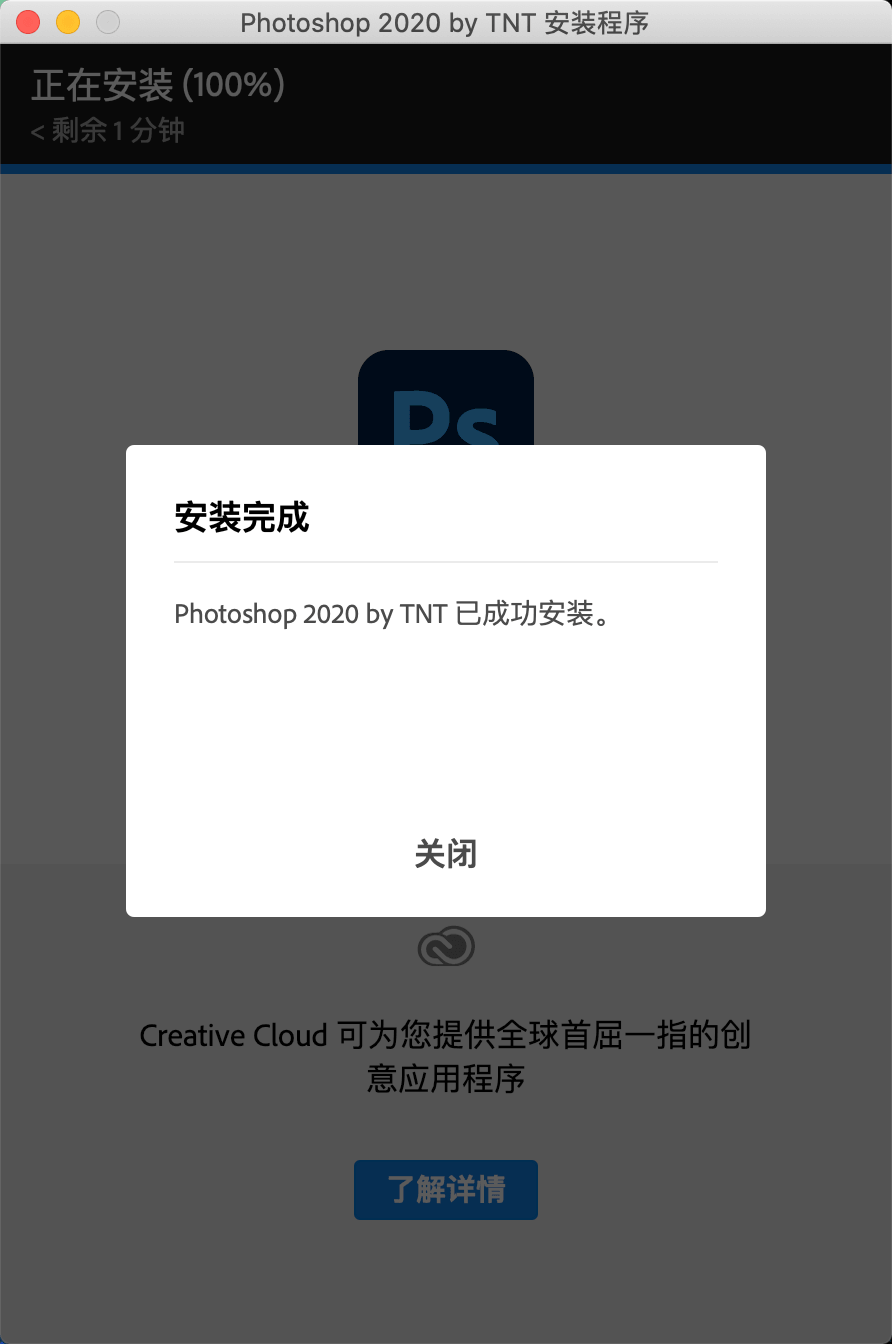 Photoshop 2020 by TNT 安装程序
正在安装 (100%)
< 剩余 1 分钟
Ps
安装完成
Photoshop 2020 by TNT 已成功安装。
关闭
Creative Cloud 可为您提供全球首屈一指的创
意应用程序
了解详情